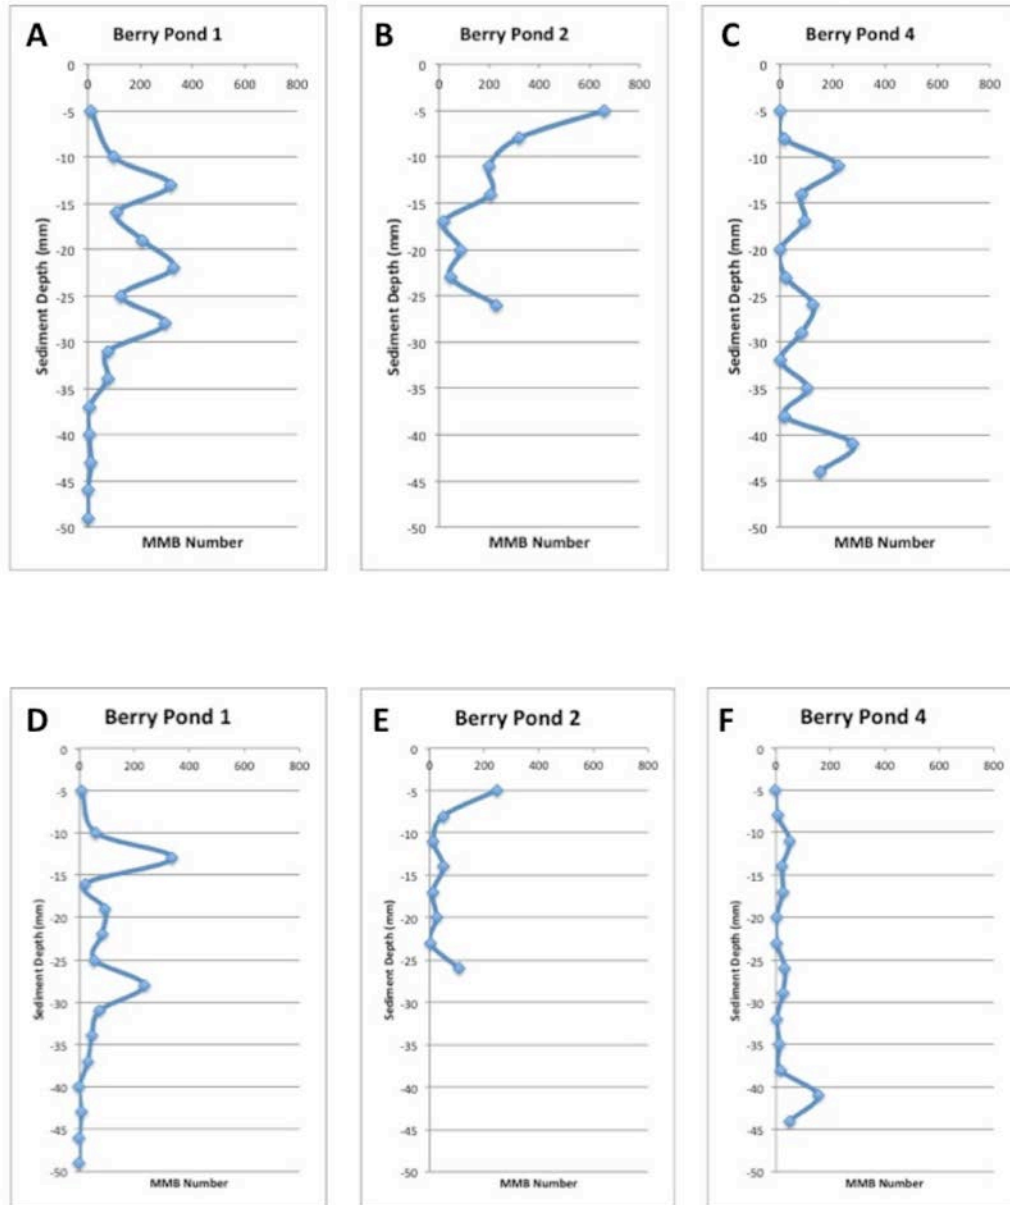 A Berry Pond 1
0
0 200 400 600 800
-5
-10
-15
-20
-25
-30
-35
-40
-45
-50
Sediment Depth (mm)
MMB Number
B Berry Pond 2
0
0 200 400 600 800
-5
-10
-15
-20
-25
-30
-35
-40
-45
-50
Sediment Depth (mm)
MMB Number
C Berry Pond 4
0
0 200 400 600 800
-5
-10
-15
-20
-25
-30
-35
-40
-45
-50
Sediment Depth (mm)
MMB Number
D Berry Pond 1
0
0 200 400 600 800
-5
-10
-15
-20
-25
-30
-35
-40
-45
-50
Sediment Depth (mm)
MMB Number
E Berry Pond 2
0
0 200 400 600 800
-5
-10
-15
-20
-25
-30
-35
-40
-45
-50
Sediment Depth (mm)
MMB Number
F Berry Pond 4
0
0 200 400 600 800
-5
-10
-15
-20
-25
-30
-35
-40
-45
-50
Sediment Depth (mm)
MMB Number